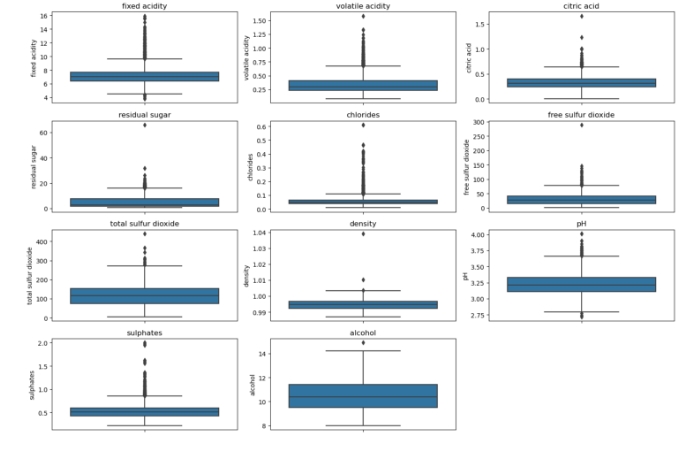 fixed acidity
fixed acidity
16
14
12
10
8
6
4
volatile acidity
volatile acidity
1.50
1.25
1.00
0.75
0.50
0.25
citric acid
citric acid
1.5
1.0
0.5
0.0
residual sugar
residual sugar
60
40
20
0
chlorides
chlorides
0.6
0.5
0.4
0.3
0.2
0.1
0.0
free sulfur dioxide
free sulfur dioxide
300
250
200
150
100
50
0
total sulfur dioxide
total sulfur dioxide
400
300
200
100
0
density
density
1.04
1.03
1.02
1.01
1.00
0.99
pH
pH
4.00
3.75
3.50
3.25
3.00
2.75
sulphates
sulphates
2.0
1.5
1.0
0.5
alcohol
alcohol
14
12
10
8